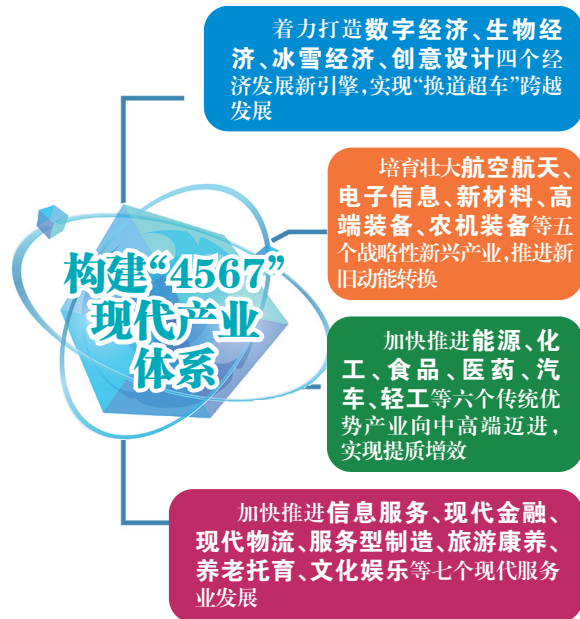 着力打造数字经济、生物经
济、冰雪经济、创意设计四个经
济发展新引擎,实现“换道超车”跨越
发展
培育壮大航空航天、
电子信息、新材料、高
端装备、农机装备等五
个战略性新兴产业,推进新
旧动能转换
构建“4567”
现代产业
体系
加快推进能源、化
工、食品、医药、汽
车、轻工等六个传统优
势产业向中高端迈进,
实现提质增效
加快推进信息服务、现代金融、
现代物流、服务型制造、旅游康养、
养老托育、文化娱乐等七个现代服务
业发展